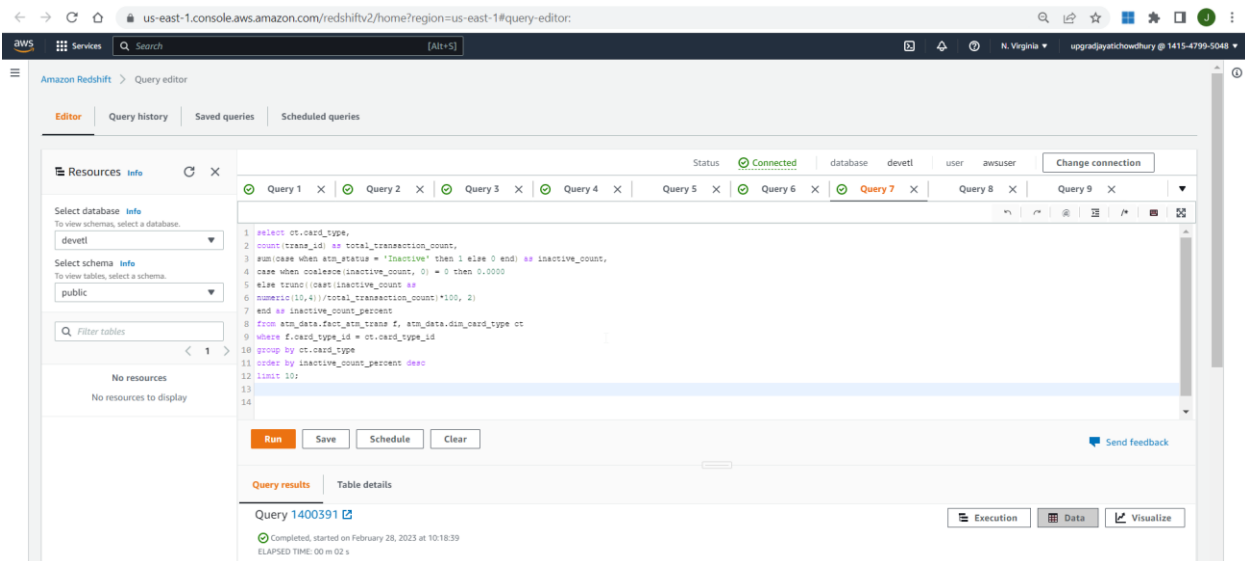 us-east-1.console.aws.amazon.com/redshiftv2/home?region=us-east-1#query-editor:
J
aws Services Search [Alt+S] N. Virginia upgradjayatichowdhury @ 1415-4799-5048
Amazon Redshift > Query editor
Editor Query history Saved queries Scheduled queries
Status Connected database devetl user awsuser Change connection
Resources Info
Query 1 Query 2 Query 3 Query 4 Query 5 Query 6 Query 7 Query 8 Query 9
Select database Info
To view schemas, select a database.
devetl
Select schema Info
To view tables, select a schema.
public
Filter tables
1
No resources
No resources to display
1 select ct.card_type,
2 count(trans_id) as total_transaction_count,
3 sum(case when atm_status = 'Inactive' then 1 else 0 end) as inactive_count,
4 case when coalesce(inactive_count, 0) = 0 then 0.0000
5 else trunc((cast(inactive_count as
6 numeric(10,4))/total_transaction_count)*100, 2)
7 end as inactive_count_percent
8 from atm_data.fact_atm_trans f, atm_data.dim_card_type ct
9 where f.card_type_id = ct.card_type_id
10 group by ct.card_type
11 order by inactive_count_percent desc
12 limit 10;
13
14
Run Save Schedule Clear
Send feedback
Query results Table details
Query 1400391
Execution Data Visualize
Completed, started on February 28, 2023 at 10:18:39
ELAPSED TIME: 00 m 02 s